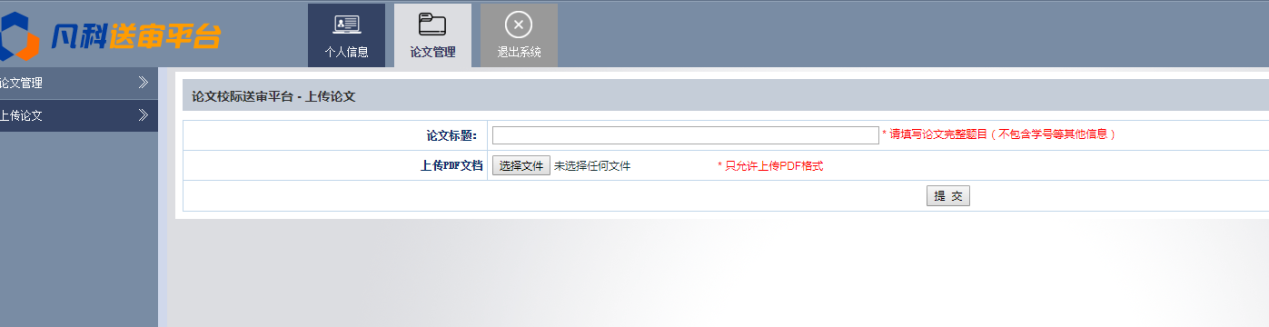 凡科送审平台
个人信息
论文管理
退出系统
论文管理
上传论文
论文校际送审平台 - 上传论文
论文标题: * 请填写论文完整题目（不包含学号等其他信息）
上传PDF文档 选择文件 未选择任何文件 * 只允许上传PDF格式
提 交